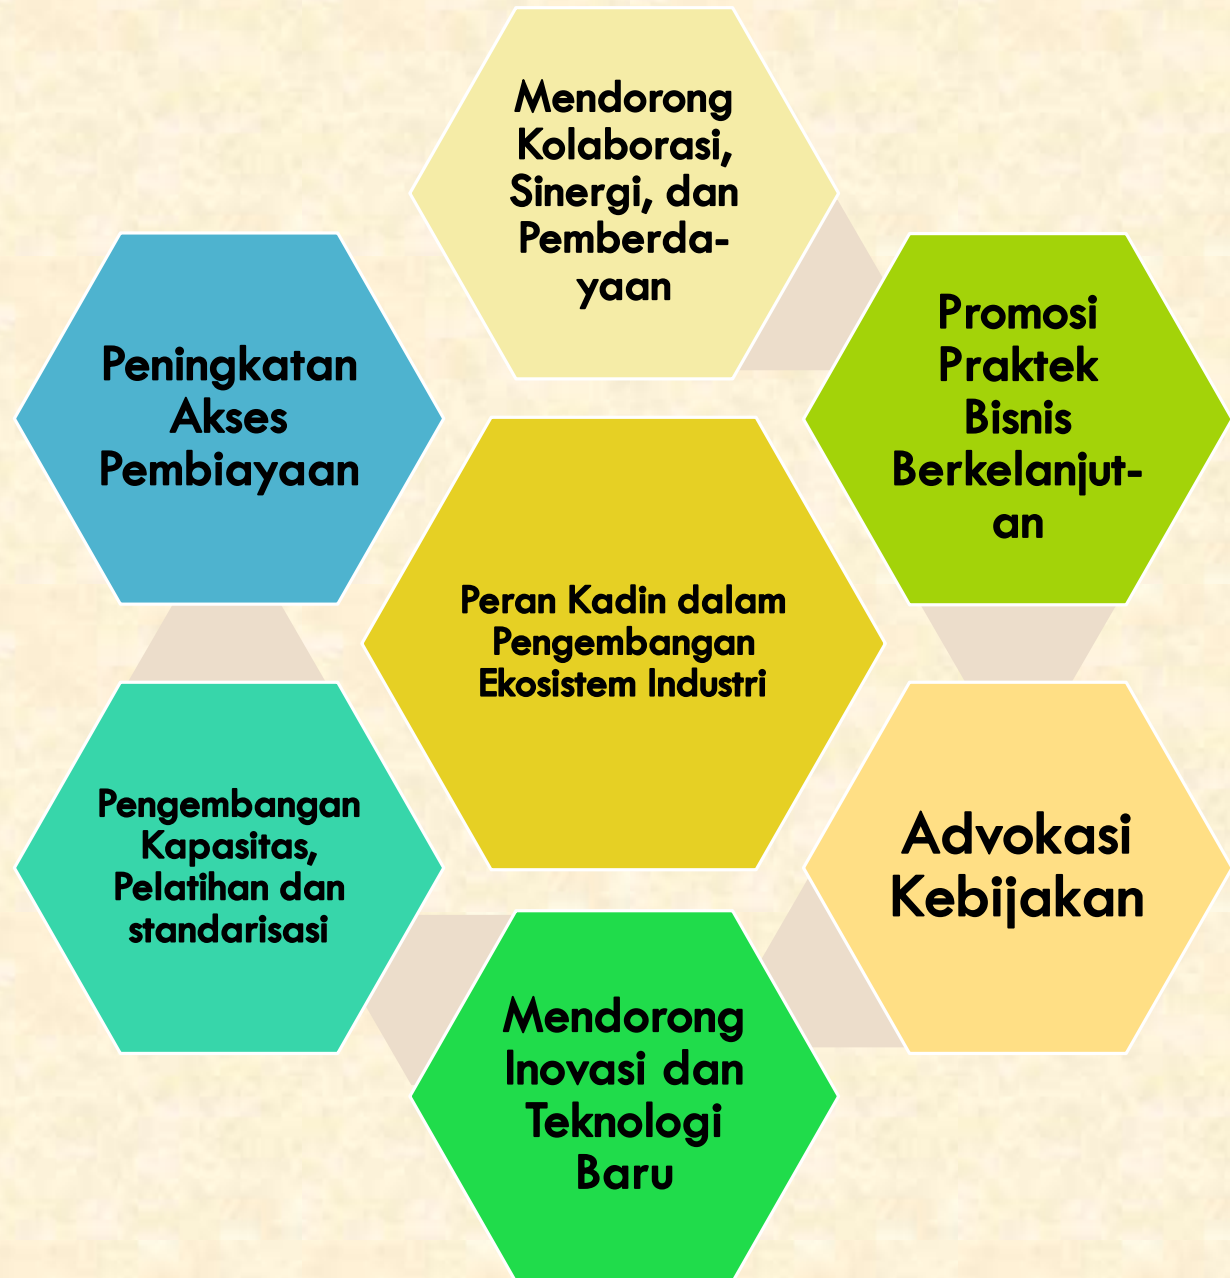 Mendorong
Kolaborasi,
Sinergi, dan
Pemberda-
yaan
Promosi
Praktek
Bisnis
Berkelanjut-
an
Peningkatan
Akses
Pembiayaan
Peran Kadin dalam
Pengembangan
Ekosistem Industri
Pengembangan
Kapasitas,
Pelatihan dan
standarisasi
Advokasi
Kebijakan
Mendorong
Inovasi dan
Teknologi
Baru